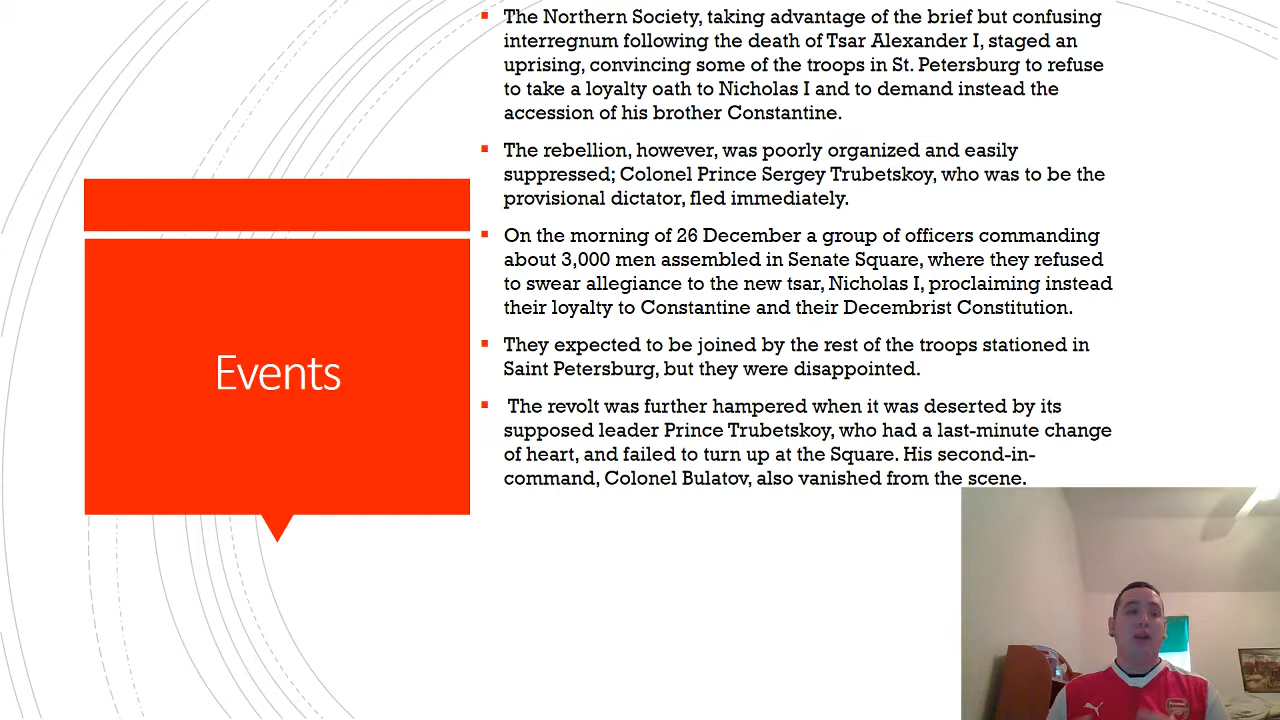 The Northern Society, taking advantage of the brief but confusing
interregnum following the death of Tsar Alexander I, staged an
uprising, convincing some of the troops in St. Petersburg to refuse
to take a loyalty oath to Nicholas I and to demand instead the
accession of his brother Constantine.
The rebellion, however, was poorly organized and easily
suppressed; Colonel Prince Sergey Trubetskoy, who was to be the
provisional dictator, fled immediately.
On the morning of 26 December a group of officers commanding
about 3,000 men assembled in Senate Square, where they refused
to swear allegiance to the new tsar, Nicholas I, proclaiming instead
their loyalty to Constantine and their Decembrist Constitution.
They expected to be joined by the rest of the troops stationed in
Saint Petersburg, but they were disappointed.
The revolt was further hampered when it was deserted by its
supposed leader Prince Trubetskoy, who had a last-minute change
of heart, and failed to turn up at the Square. His second-in-
command, Colonel Bulatov, also vanished from the scene.
Events